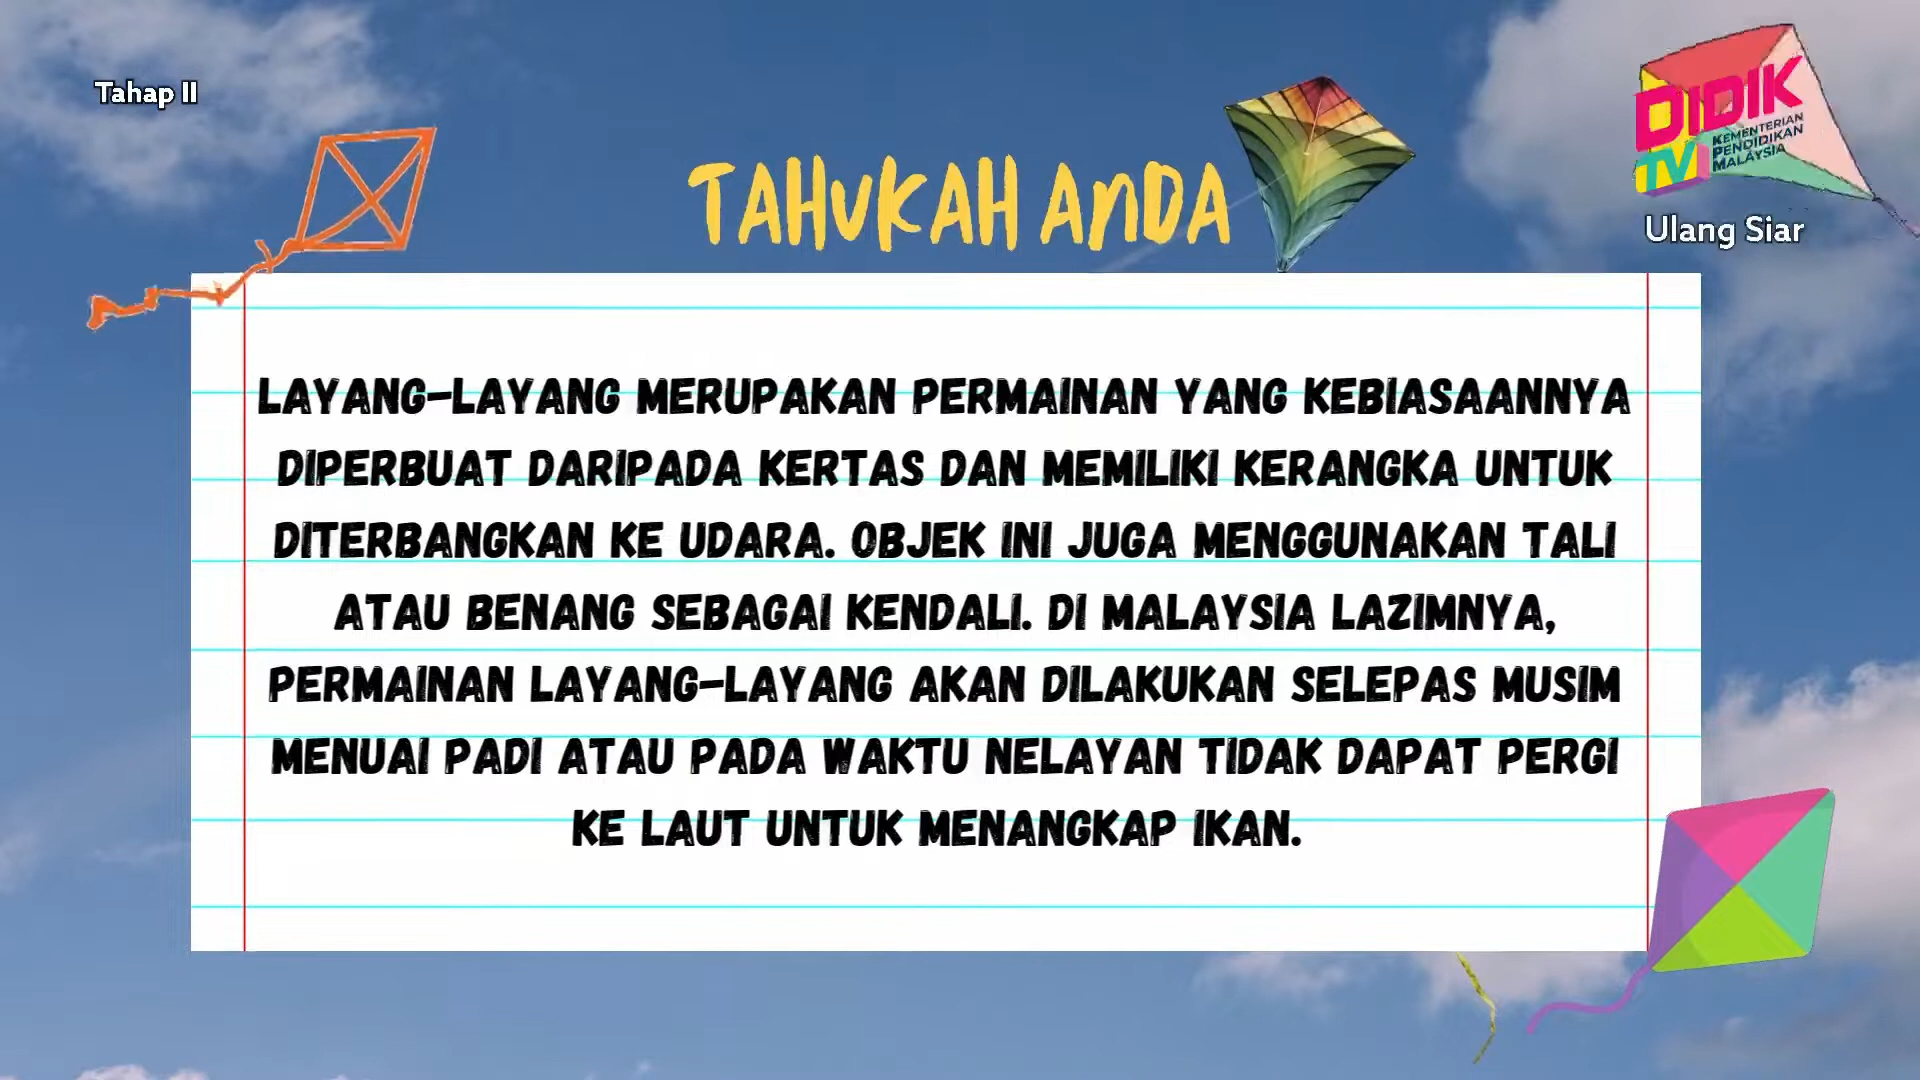 Tahap II
DIDIK
TV
KEMENTERIAN
PENDIDIKAN
MALAYSIA
Ulang Siar
TAHUKAH ANDA
LAYANG-LAYANG MERUPAKAN PERMAINAN YANG KEBIASAANNYA
DIPERBUAT DARIPADA KERTAS DAN MEMILIKI KERANGKA UNTUK
DITERBANGKAN KE UDARA. OBJEK INI JUGA MENGGUNAKAN TALI
ATAU BENANG SEBAGAI KENDALI. DI MALAYSIA LAZIMNYA,
PERMAINAN LAYANG-LAYANG AKAN DILAKUKAN SELEPAS MUSIM
MENUAI PADI ATAU PADA WAKTU NELAYAN TIDAK DAPAT PERGI
KE LAUT UNTUK MENANGKAP IKAN.